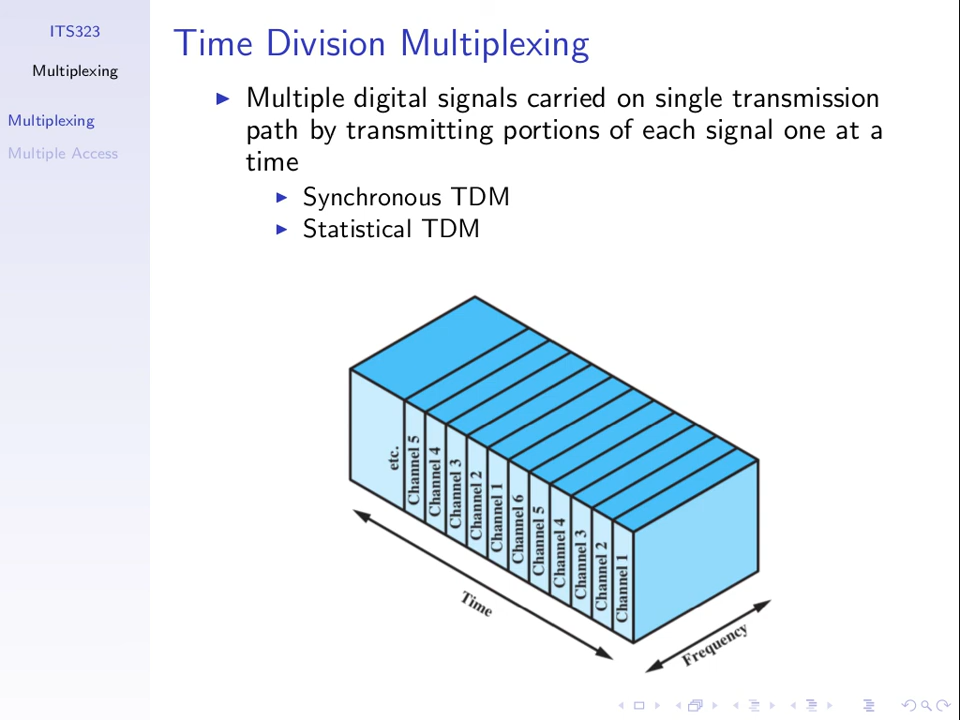 ITS323
Multiplexing
Multiplexing
Multiple Access
Time Division Multiplexing
Multiple digital signals carried on single transmission
path by transmitting portions of each signal one at a
time
Synchronous TDM
Statistical TDM
etc.
Channel 5
Channel 4
Channel 3
Channel 2
Channel 1
Channel 6
Channel 5
Channel 4
Channel 3
Channel 2
Channel 1
Time
Frequency